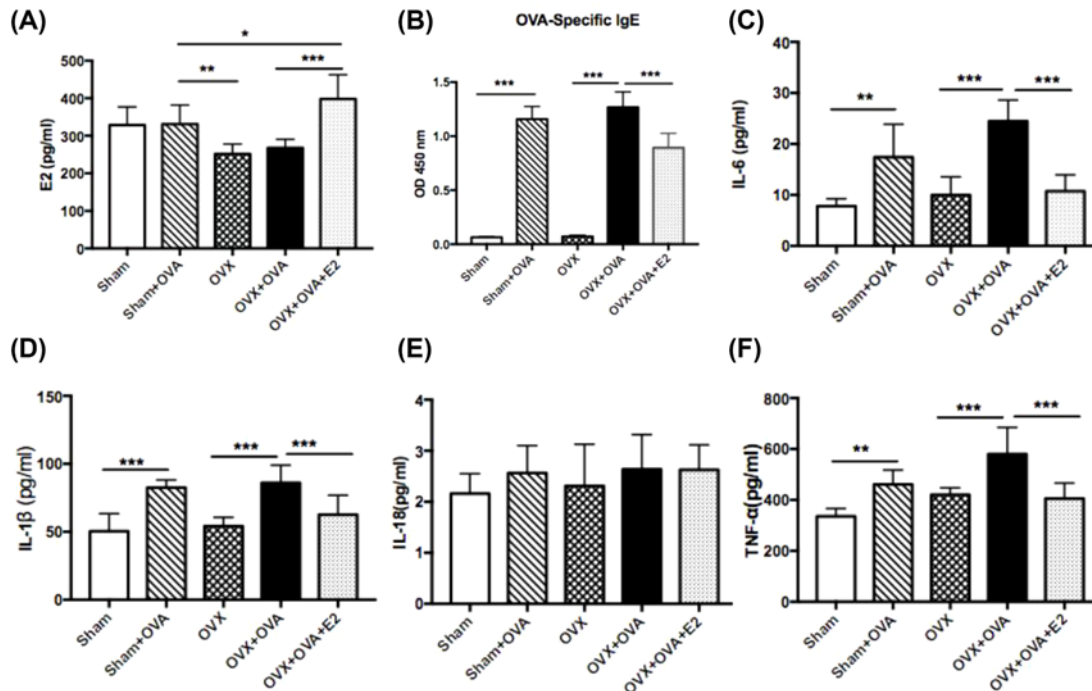 (A)
*
**
***
E2 (pg/ml)
500
400
300
200
100
0
Sham
Sham+OVA
OVX
OVX+OVA
OVX+OVA+E2
(B)
OVA-Specific IgE
***
***
***
OD 450 nm
1.5
1.0
0.5
0.0
Sham
Sham+OVA
OVX
OVX+OVA
OVX+OVA+E2
(C)
**
***
***
IL-6 (pg/ml)
40
30
20
10
0
Sham
Sham+OVA
OVX
OVX+OVA
OVX+OVA+E2
(D)
***
***
***
IL-1β (pg/ml)
150
100
50
0
Sham
Sham+OVA
OVX
OVX+OVA
OVX+OVA+E2
(E)
IL-18(pg/ml)
4
3
2
1
0
Sham
Sham+OVA
OVX
OVX+OVA
OVX+OVA+E2
(F)
**
***
***
TNF-α(pg/ml)
800
600
400
200
0
Sham
Sham+OVA
OVX
OVX+OVA
OVX+OVA+E2